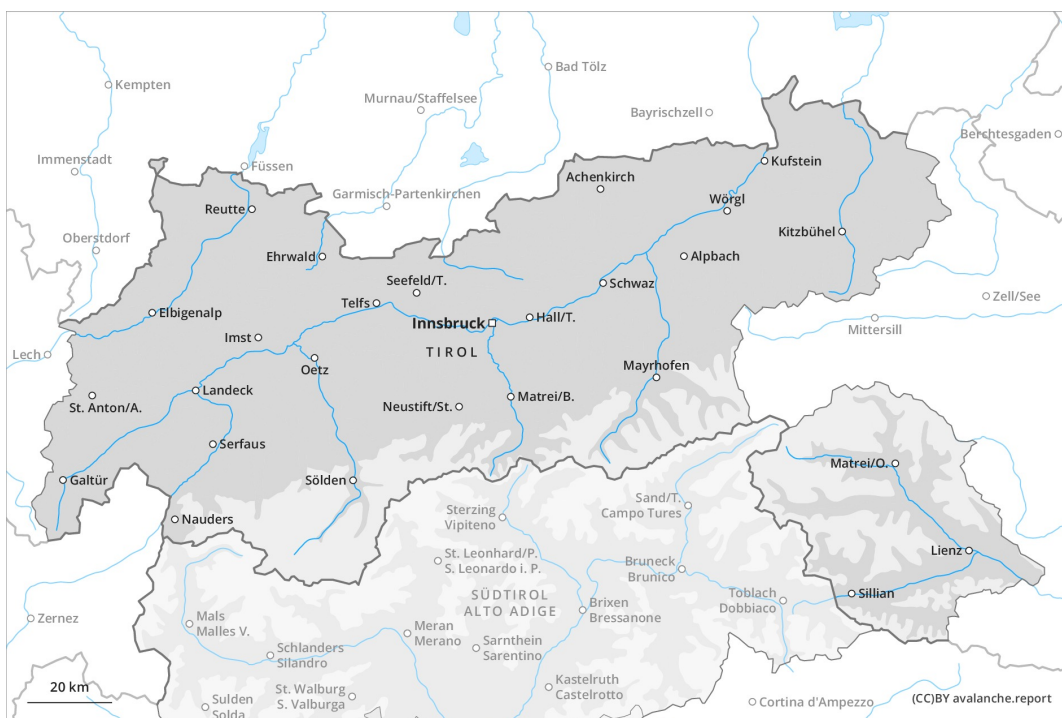 Kempten
Bad Tölz
Murnau/Staffelsee
Bayrischzell
Berchtesgaden
Immenstadt
Füssen
Kufstein
Achenkirch
Garmisch-Partenkirchen
Reutte
Wörgl
Oberstdorf
Kitzbühel
Ehrwald
Alpbach
Seefeld/T.
Schwaz
Zell/See
Telfs
Elbigenalp
Innsbruck
Hall/T.
Mittersill
Imst
TIROL
Lech
Oetz
Mayrhofen
Landeck
St. Anton/A.
Neustift/St.
Matrei/B.
Serfaus
Matrei/O.
Galtür
Sölden
Sand/T.
Campo Tures
Sterzing
Vipiteno
Nauders
Lienz
St. Leonhard/P.
S. Leonardo i. P.
Bruneck
Brunico
SÜDTIROL
ALTO ADIGE
Toblach
Dobbiaco
Sillian
Brixen
Bressanone
Zernez
Mals
Malles V.
Meran
Merano
Sarnthein
Sarentino
Schlanders
Silandro
Kastelruth
Castelrotto
20 km
St. Walburg
S. Valburga
Sulden
Solda
Cortina d'Ampezzo
(CC)BY avalanche.report